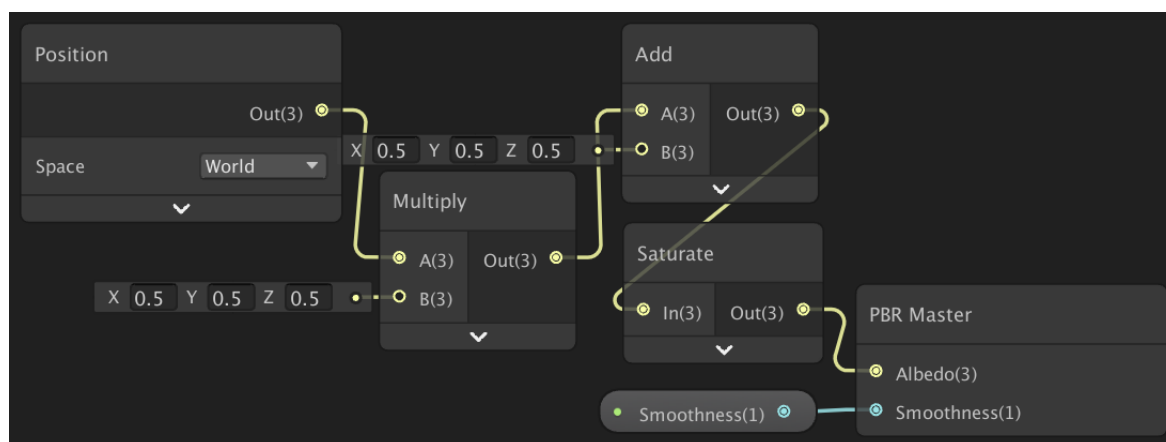 Position
Out(3)
Space World
Multiply
A(3) Out(3)
B(3)
X 0.5 Y 0.5 Z 0.5
Add
A(3) Out(3)
B(3)
X 0.5 Y 0.5 Z 0.5
Saturate
In(3) Out(3)
Smoothness(1)
PBR Master
Albedo(3)
Smoothness(1)